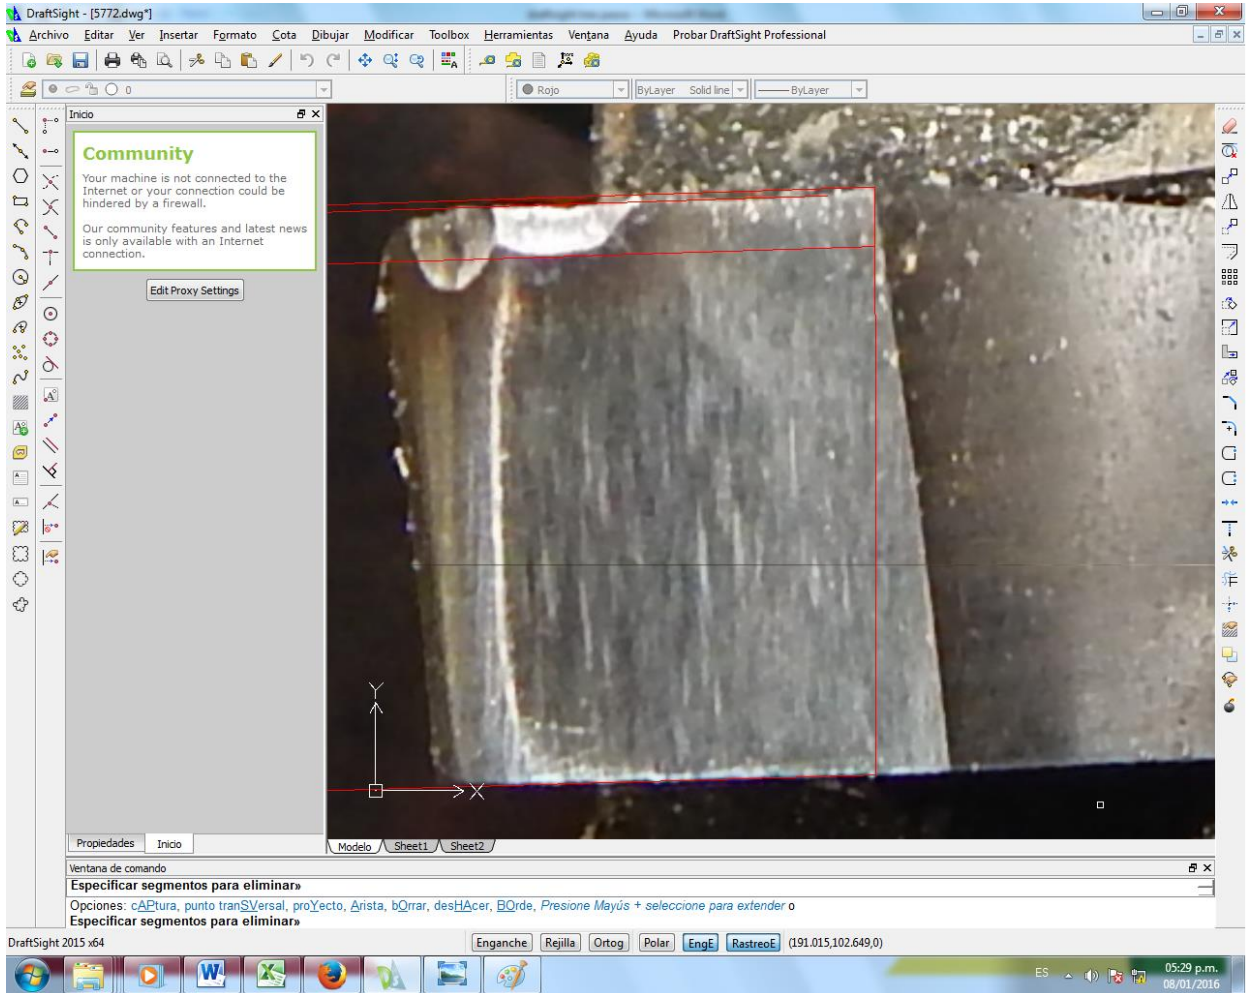 DraftSight - [5772.dwg*]
Archivo Editar Ver Insertar Formato Cota Dibujar Modificar Toolbox Herramientas Ventana Ayuda Probar DraftSight Professional
0
Rojo
ByLayer Solid line
ByLayer
Inicio
Community
Your machine is not connected to the
Internet or your connection could be
hindered by a firewall.
Our community features and latest news
is only available with an Internet
connection.
Edit Proxy Settings
Y
X
Propiedades Inicio
Modelo Sheet1 Sheet2
Ventana de comando
Especificar segmentos para eliminar»
Opciones: cAPtura, punto tranSVersal, proYecto, Arista, bOrrar, desHAcer, BOrde, Presione Mayús + seleccione para extender o
Especificar segmentos para eliminar»
DraftSight 2015 x64
Enganche Rejilla Ortog Polar EngE RastreoE (191.015,102.649,0)
ES
05:29 p.m.
08/01/2016